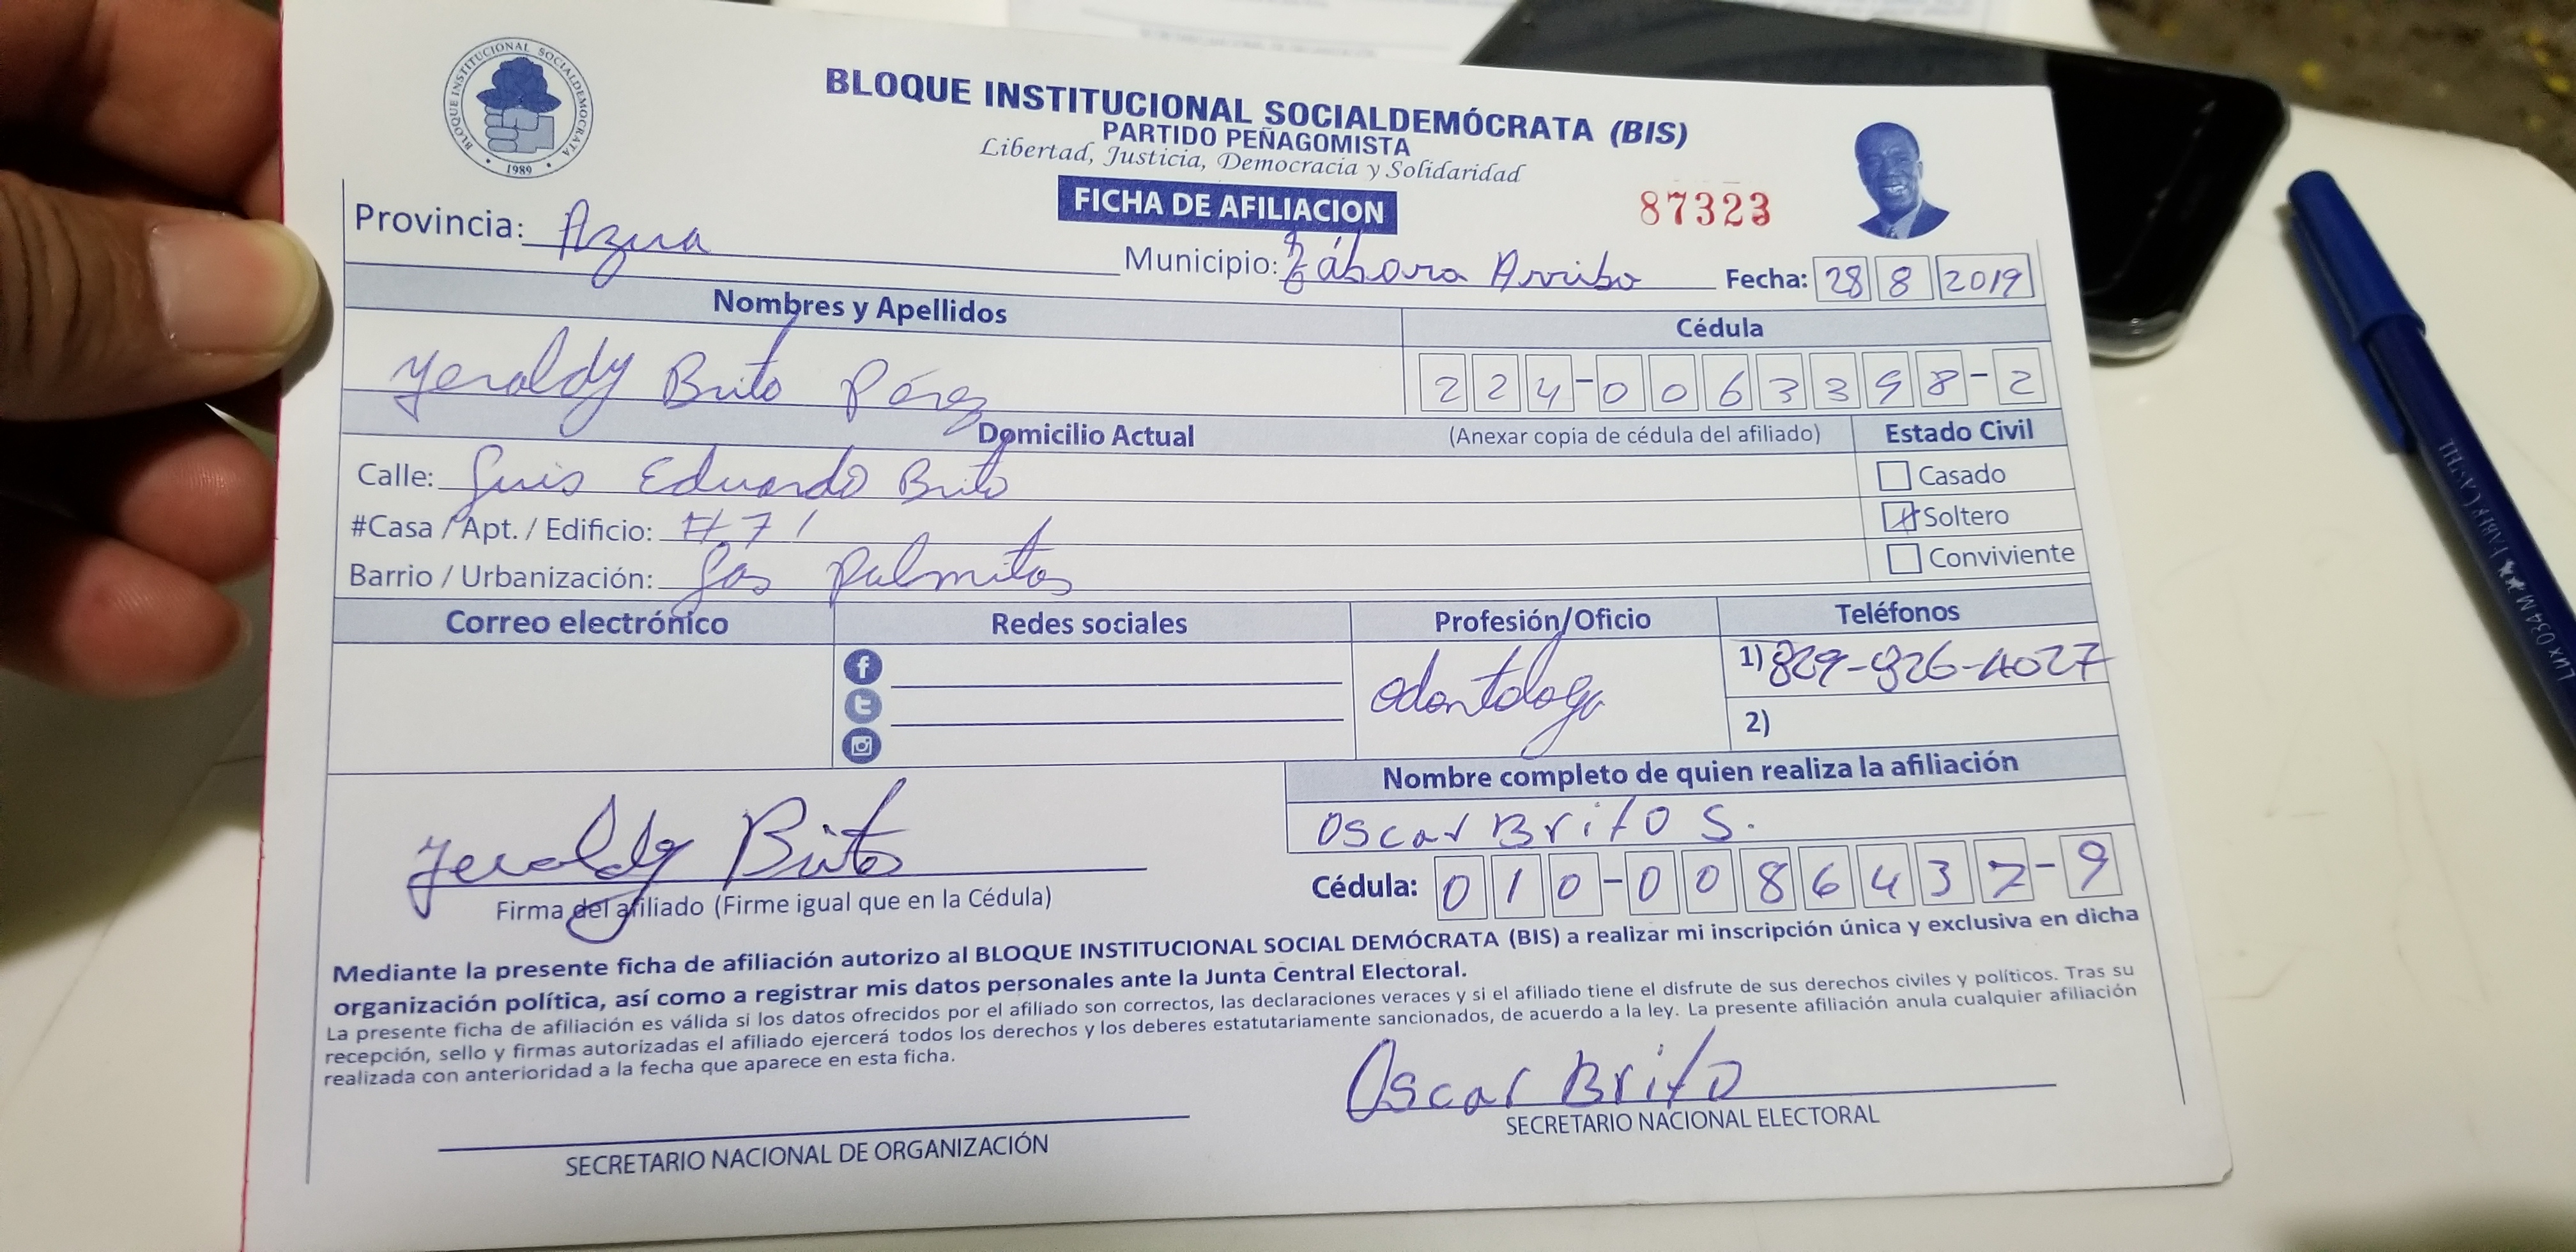 BLOQUE INSTITUCIONAL SOCIALDEMOCRATA
1989
BLOQUE INSTITUCIONAL SOCIALDEMÓCRATA (BIS)
PARTIDO PEÑAGOMISTA
Libertad, Justicia, Democracia y Solidaridad
FICHA DE AFILIACION
87323
Provincia: Azua Municipio: Tábara Arriba Fecha: 28 8 2019
Nombres y Apellidos Cédula
Yeraldy Brito Pérez 224-0063398-2
Domicilio Actual (Anexar copia de cédula del afiliado) Estado Civil
Calle: Luis Eduardo Brito Casado
#Casa / Apt. / Edificio: #71 Soltero
Barrio / Urbanización: Los Palmitos Conviviente
Correo electrónico Redes sociales Profesión/Oficio Teléfonos
odontologa 1) 829-926-4027
2)
Nombre completo de quien realiza la afiliación
Oscar Brito S.
Yeraldy Brito
Cédula: 010-0086437-9
Firma del afiliado (Firme igual que en la Cédula)
Mediante la presente ficha de afiliación autorizo al BLOQUE INSTITUCIONAL SOCIAL DEMÓCRATA (BIS) a realizar mi inscripción única y exclusiva en dicha
organización política, así como a registrar mis datos personales ante la Junta Central Electoral.
La presente ficha de afiliación es válida si los datos ofrecidos por el afiliado son correctos, las declaraciones veraces y si el afiliado tiene el disfrute de sus derechos civiles y políticos. Tras su
recepción, sello y firmas autorizadas el afiliado ejercerá todos los derechos y los deberes estatutariamente sancionados, de acuerdo a la ley. La presente afiliación anula cualquier afiliación
realizada con anterioridad a la fecha que aparece en esta ficha.
Oscar Brito
SECRETARIO NACIONAL DE ORGANIZACIÓN SECRETARIO NACIONAL ELECTORAL
LUX 034M FABER CASTELL